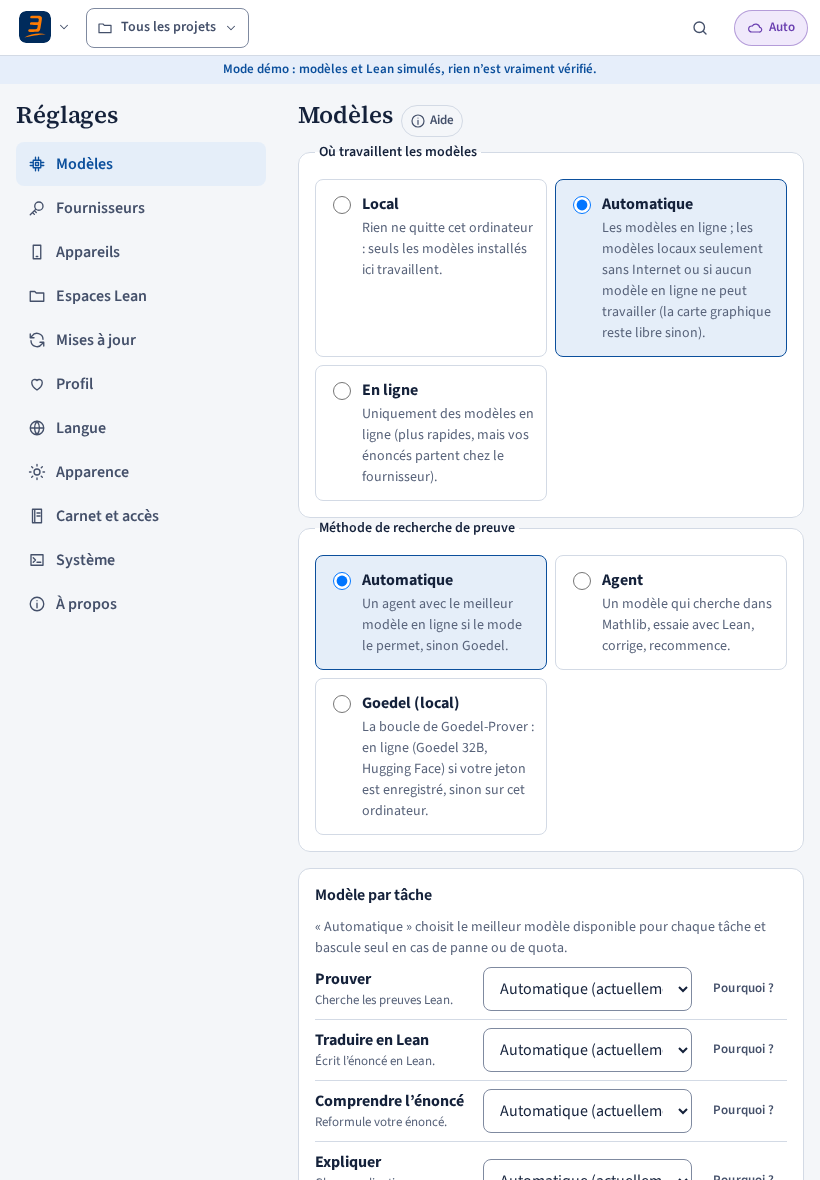 Tous les projets
Auto
Mode démo : modèles et Lean simulés, rien n’est vraiment vérifié.
Réglages
Modèles
Fournisseurs
Appareils
Espaces Lean
Mises à jour
Profil
Langue
Apparence
Carnet et accès
Système
À propos
Modèles
Aide
Où travaillent les modèles
Local
Rien ne quitte cet ordinateur
: seuls les modèles installés
ici travaillent.
Automatique
Les modèles en ligne ; les
modèles locaux seulement
sans Internet ou si aucun
modèle en ligne ne peut
travailler (la carte graphique
reste libre sinon).
En ligne
Uniquement des modèles en
ligne (plus rapides, mais vos
énoncés partent chez le
fournisseur).
Méthode de recherche de preuve
Automatique
Un agent avec le meilleur
modèle en ligne si le mode
le permet, sinon Goedel.
Agent
Un modèle qui cherche dans
Mathlib, essaie avec Lean,
corrige, recommence.
Goedel (local)
La boucle de Goedel-Prover :
en ligne (Goedel 32B,
Hugging Face) si votre jeton
est enregistré, sinon sur cet
ordinateur.
Modèle par tâche
« Automatique » choisit le meilleur modèle disponible pour chaque tâche et
bascule seul en cas de panne ou de quota.
Prouver
Cherche les preuves Lean.
Automatique (actuellem
Pourquoi ?
Traduire en Lean
Écrit l’énoncé en Lean.
Automatique (actuellem
Pourquoi ?
Comprendre l’énoncé
Reformule votre énoncé.
Automatique (actuellem
Pourquoi ?
Expliquer
Automatique (actuellem
Pourquoi ?